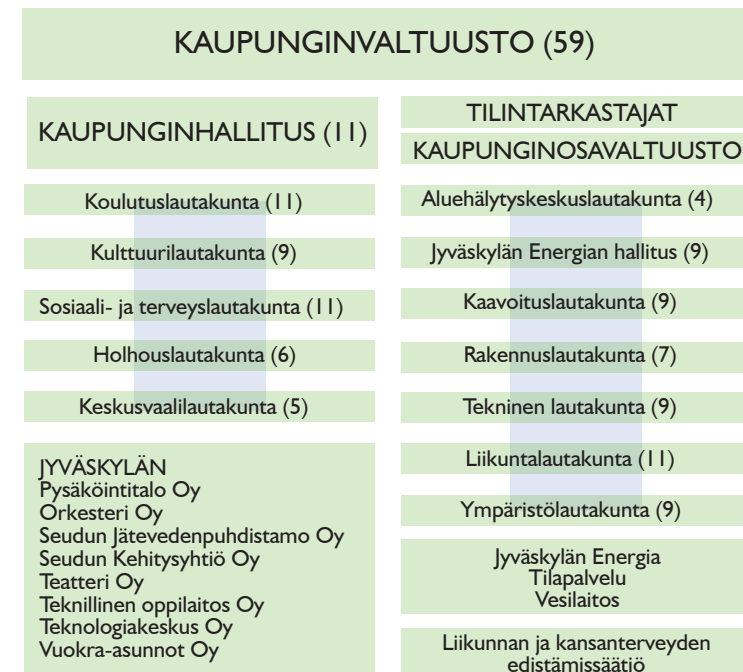 KAUPUNGINVALTUUSTO (59)
KAUPUNGINHALLITUS (11)
Koulutuslautakunta (11)
Kulttuurilautakunta (9)
Sosiaali- ja terveyslautakunta (11)
Holhouslautakunta (6)
Keskusvaalilautakunta (5)
JYVÄSKYLÄN
Pysäköintitalo Oy
Orkesteri Oy
Seudun Jätevedenpuhdistamo Oy
Seudun Kehitysyhtiö Oy
Teatteri Oy
Teknillinen oppilaitos Oy
Teknologiakeskus Oy
Vuokra-asunnot Oy
TILINTARKASTAJAT
KAUPUNGINOSAVALTUUSTO
Aluehälytyskeskuslautakunta (4)
Jyväskylän Energian hallitus (9)
Kaavoituslautakunta (9)
Rakennuslautakunta (7)
Tekninen lautakunta (9)
Liikuntalautakunta (11)
Ympäristölautakunta (9)
Jyväskylän Energia
Tilapalvelu
Vesilaitos
Liikunnan ja kansanterveyden
edistämissäätiö